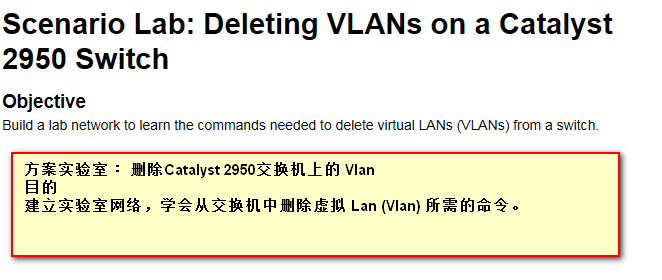 Scenario Lab: Deleting VLANs on a Catalyst
2950 Switch
Objective
Build a lab network to learn the commands needed to delete virtual LANs (VLANs) from a switch.
方案实验室： 删除Catalyst 2950交换机上的 Vlan
目的
建立实验室网络，学会从交换机中删除虚拟 Lan (Vlan) 所需的命令。